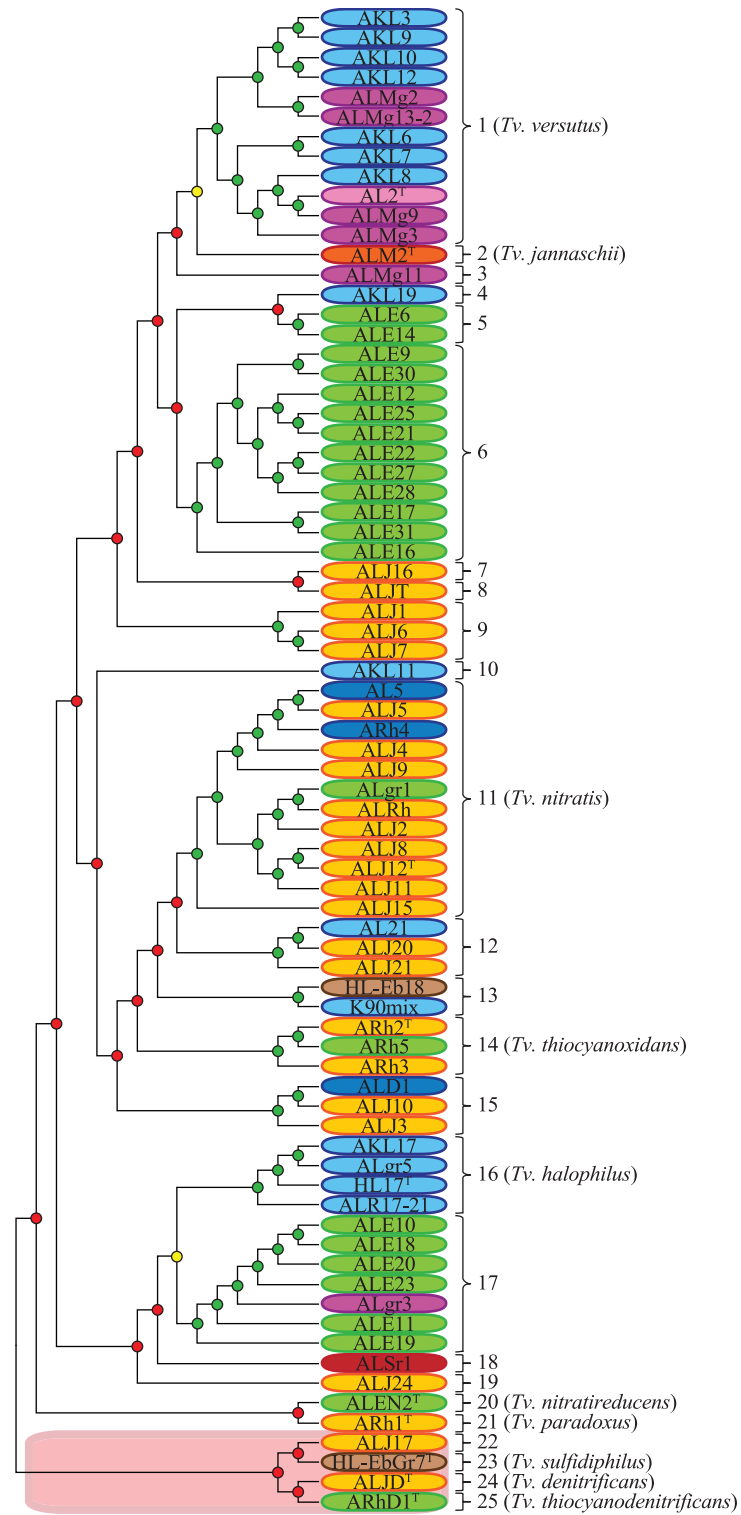 AKL3
AKL9
AKL10
AKL12
ALMg2
ALMg13-2
AKL6
AKL7
AKL8
AL2ᵀ
ALMg9
ALMg3
1 (Tv. versutus)
ALM2ᵀ
2 (Tv. jannaschii)
ALMg11
3
AKL19
4
ALE6
ALE14
5
ALE9
ALE30
ALE12
ALE25
ALE21
ALE22
ALE27
ALE28
ALE17
ALE31
ALE16
6
ALJ16
7
ALJT
8
ALJ1
ALJ6
ALJ7
9
AKL11
10
AL5
ALJ5
ARh4
ALJ4
ALJ9
ALgr1
ALRh
ALJ2
ALJ8
ALJ12ᵀ
ALJ11
ALJ15
11 (Tv. nitratis)
AL21
ALJ20
ALJ21
12
HL-Eb18
K90mix
13
ARh2ᵀ
ARh5
ARh3
14 (Tv. thiocyanoxidans)
ALD1
ALJ10
ALJ3
15
AKL17
ALgr5
HL17ᵀ
ALR17-21
16 (Tv. halophilus)
ALE10
ALE18
ALE20
ALE23
ALgr3
ALE11
ALE19
17
ALSr1
18
ALJ24
19
ALEN2ᵀ
20 (Tv. nitratireducens)
ARh1ᵀ
21 (Tv. paradoxus)
ALJ17
22
HL-EbGr7ᵀ
23 (Tv. sulfidiphilus)
ALJDᵀ
24 (Tv. denitrificans)
ARhD1ᵀ
25 (Tv. thiocyanodenitrificans)